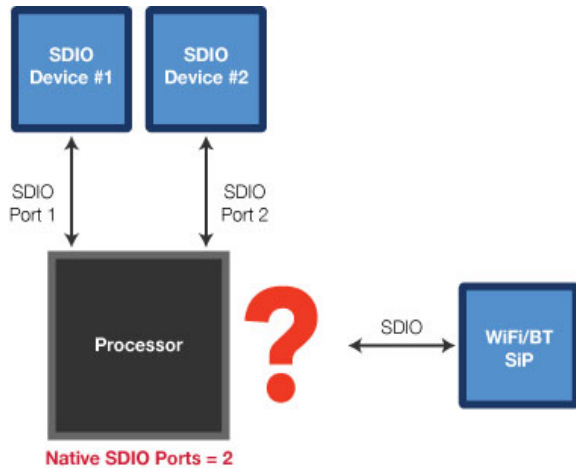 SDIO
Device #1
SDIO
Device #2
SDIO
Port 1
SDIO
Port 2
Processor
?
SDIO
WiFi/BT
SiP
Native SDIO Ports = 2